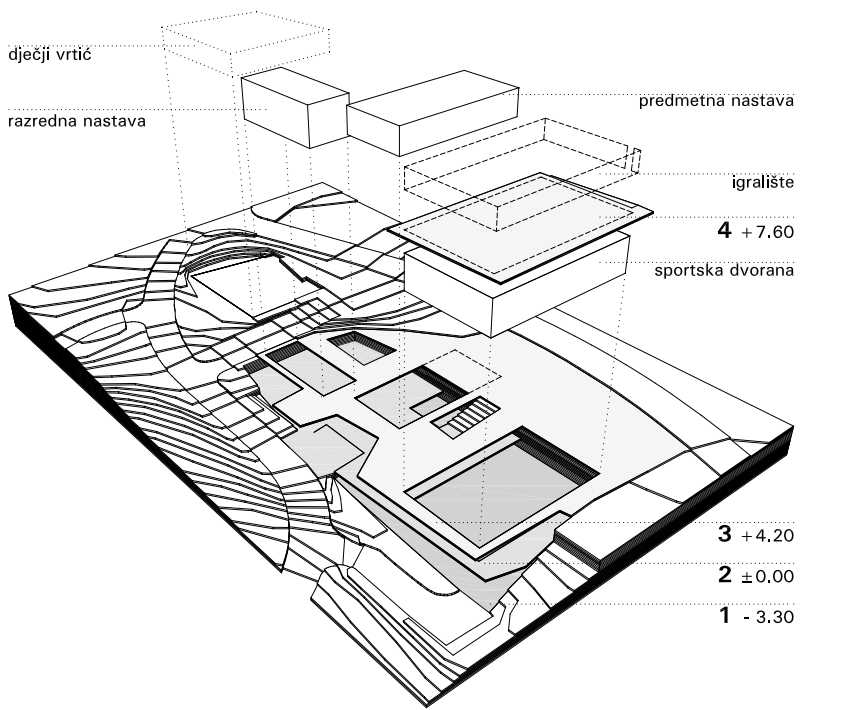 dječji vrtić
razredna nastava
predmetna nastava
igralište
4 +7.60
sportska dvorana
3 +4.20
2 ±0.00
1 - 3.30